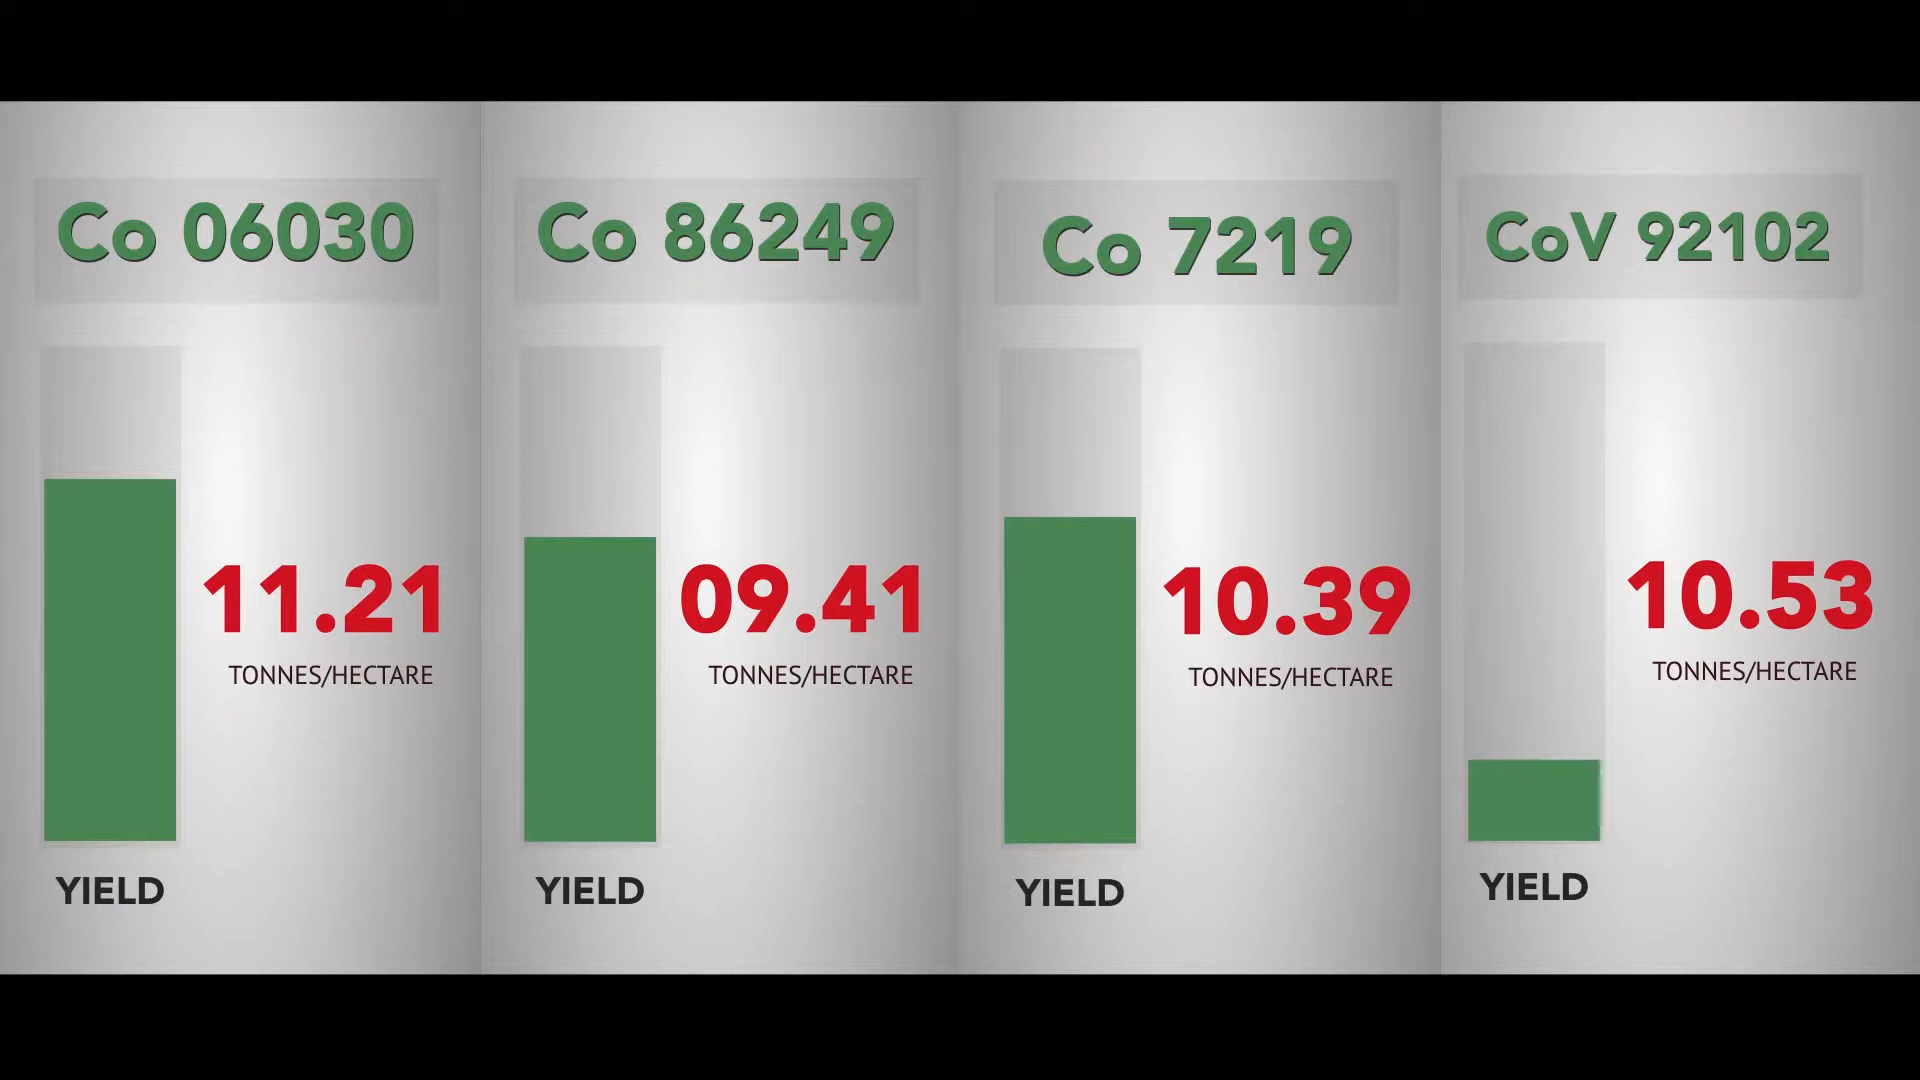 Co 06030
11.21
TONNES/HECTARE
YIELD
Co 86249
09.41
TONNES/HECTARE
YIELD
Co 7219
10.39
TONNES/HECTARE
YIELD
CoV 92102
10.53
TONNES/HECTARE
YIELD